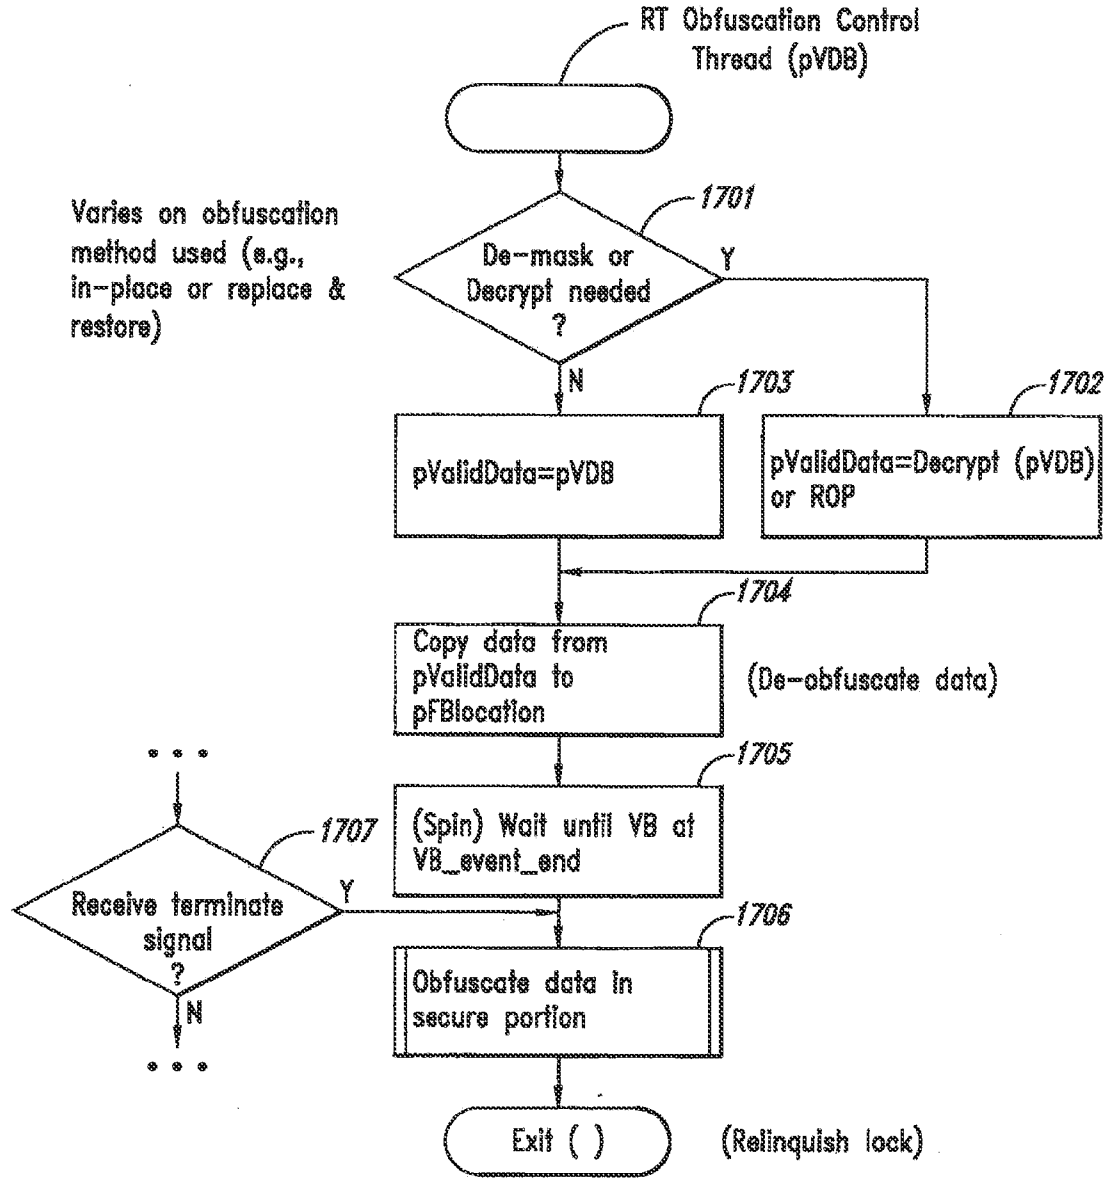 RT Obfuscation Control
Thread (pVDB)
1701
Varies on obfuscation
method used (e.g.,
in-place or replace &
restore)
De-mask or
Decrypt needed
?
Y
N
1703
1702
pValidData=pVDB
pValidData=Decrypt (pVDB)
or ROP
1704
Copy data from
pValidData to
pFBlocation
(De-obfuscate data)
1705
(Spin) Wait until VB at
VB_event_end
1707
Receive terminate
signal
?
Y
N
1706
Obfuscate data in
secure portion
Exit ( )
(Relinquish lock)